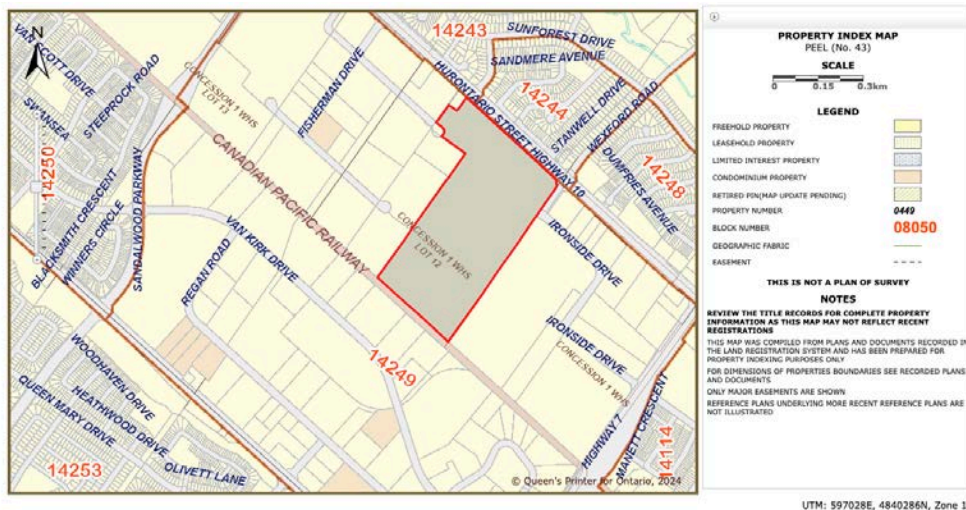 N
14243
SUNFOREST DRIVE
SANDMERE AVENUE
VAN SCOTT DRIVE
STEEPROCK ROAD
SWANSEA
FISHERMAN DRIVE
CONCESSION 1 WHS
LOT 13
HURONTARIO STREET HIGHWAY 10
14244
STANWELL DRIVE
WEXFORD ROAD
DUMFRIES AVENUE
14248
14250
BLACKSMITH CRESCENT
WINNERS CIRCLE
SANDALWOOD PARKWAY
CANADIAN PACIFIC RAILWAY
CONCESSION 1 WHS
LOT 12
VAN KIRK DRIVE
REGAN ROAD
IRONSIDE DRIVE
IRONSIDE DRIVE
CONCESSION 1 WHS
14249
WOODHAVEN DRIVE
HEATHWOOD DRIVE
QUEEN MARY DRIVE
OLIVETT LANE
14253
HIGHWAY 7
MANETT CRESCENT
14114
© Queen's Printer for Ontario, 2024
PROPERTY INDEX MAP
PEEL (No. 43)
SCALE
0 0.15 0.3km
LEGEND
FREEHOLD PROPERTY
LEASEHOLD PROPERTY
LIMITED INTEREST PROPERTY
CONDOMINIUM PROPERTY
RETIRED PIN(MAP UPDATE PENDING)
PROPERTY NUMBER 0449
BLOCK NUMBER 08050
GEOGRAPHIC FABRIC
EASEMENT
THIS IS NOT A PLAN OF SURVEY
NOTES
REVIEW THE TITLE RECORDS FOR COMPLETE PROPERTY
INFORMATION AS THIS MAP MAY NOT REFLECT RECENT
REGISTRATIONS
THIS MAP WAS COMPILED FROM PLANS AND DOCUMENTS RECORDED IN
THE LAND REGISTRATION SYSTEM AND HAS BEEN PREPARED FOR
PROPERTY INDEXING PURPOSES ONLY
FOR DIMENSIONS OF PROPERTIES BOUNDARIES SEE RECORDED PLANS
AND DOCUMENTS
ONLY MAJOR EASEMENTS ARE SHOWN
REFERENCE PLANS UNDERLYING MORE RECENT REFERENCE PLANS ARE
NOT ILLUSTRATED
UTM: 597028E, 4840286N, Zone 1